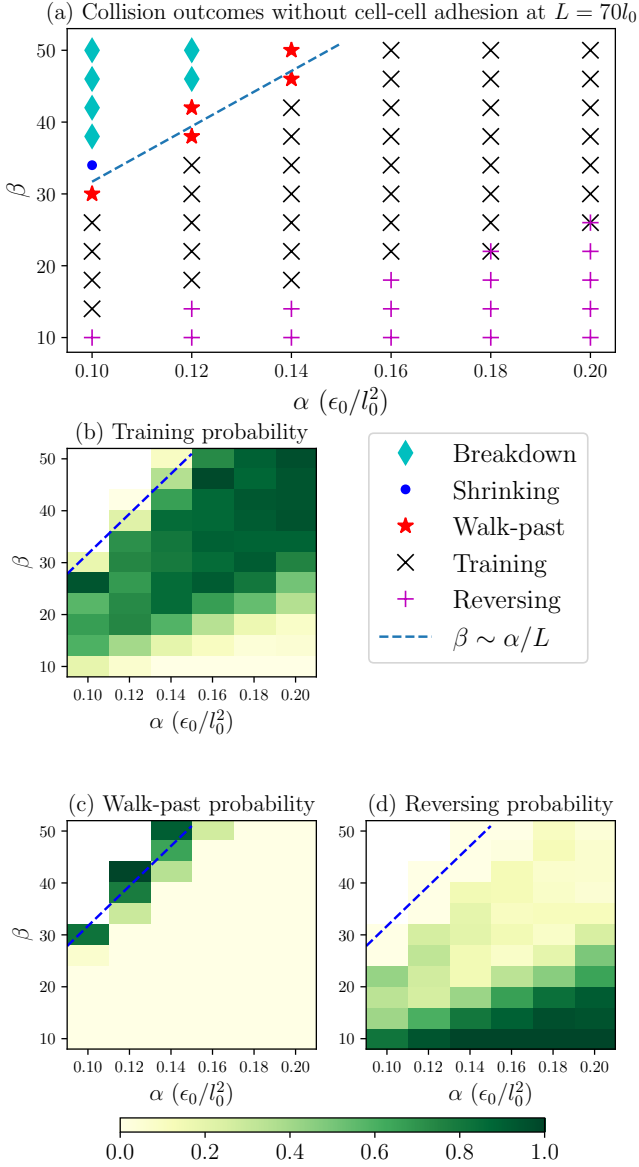 (a) Collision outcomes without cell-cell adhesion at L = 70l₀
50
40
30
20
10
β
0.10 0.12 0.14 0.16 0.18 0.20
α (ϵ₀/l₀²)
(b) Training probability
50
40
30
20
10
β
0.10 0.12 0.14 0.16 0.18 0.20
α (ϵ₀/l₀²)
Breakdown
Shrinking
Walk-past
Training
Reversing
β ∼ α/L
(c) Walk-past probability
50
40
30
20
10
β
0.10 0.12 0.14 0.16 0.18 0.20
α (ϵ₀/l₀²)
(d) Reversing probability
50
40
30
20
10
0.10 0.12 0.14 0.16 0.18 0.20
α (ϵ₀/l₀²)
0.0 0.2 0.4 0.6 0.8 1.0